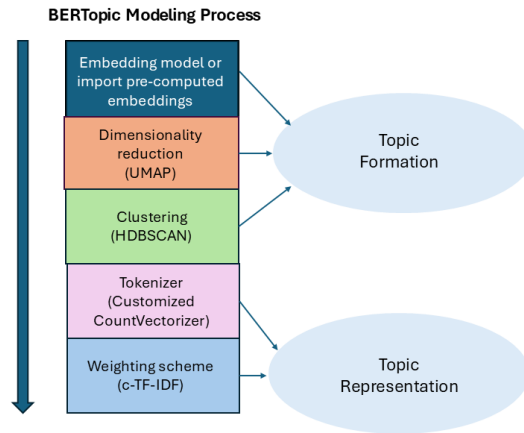 BERTopic Modeling Process
Embedding model or
import pre-computed
embeddings
Dimensionality
reduction
(UMAP)
Clustering
(HDBSCAN)
Tokenizer
(Customized
CountVectorizer)
Weighting scheme
(c-TF-IDF)
Topic
Formation
Topic
Representation